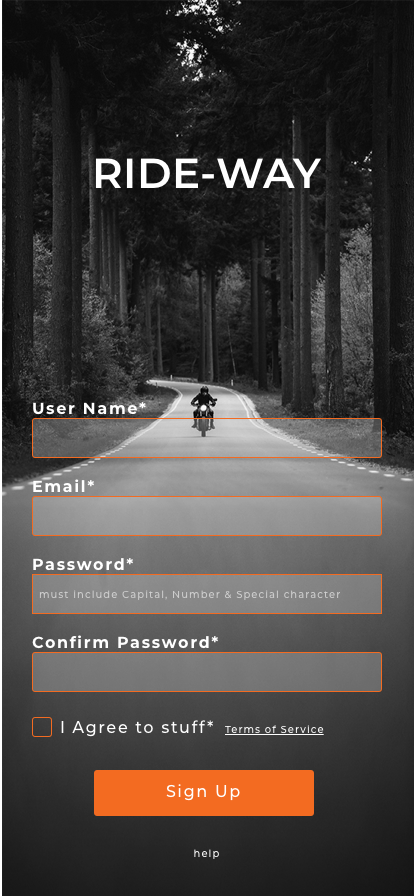 RIDE-WAY
User Name*
Email*
Password*
must include Capital, Number & Special character
Confirm Password*
I Agree to stuff* Terms of Service
Sign Up
help